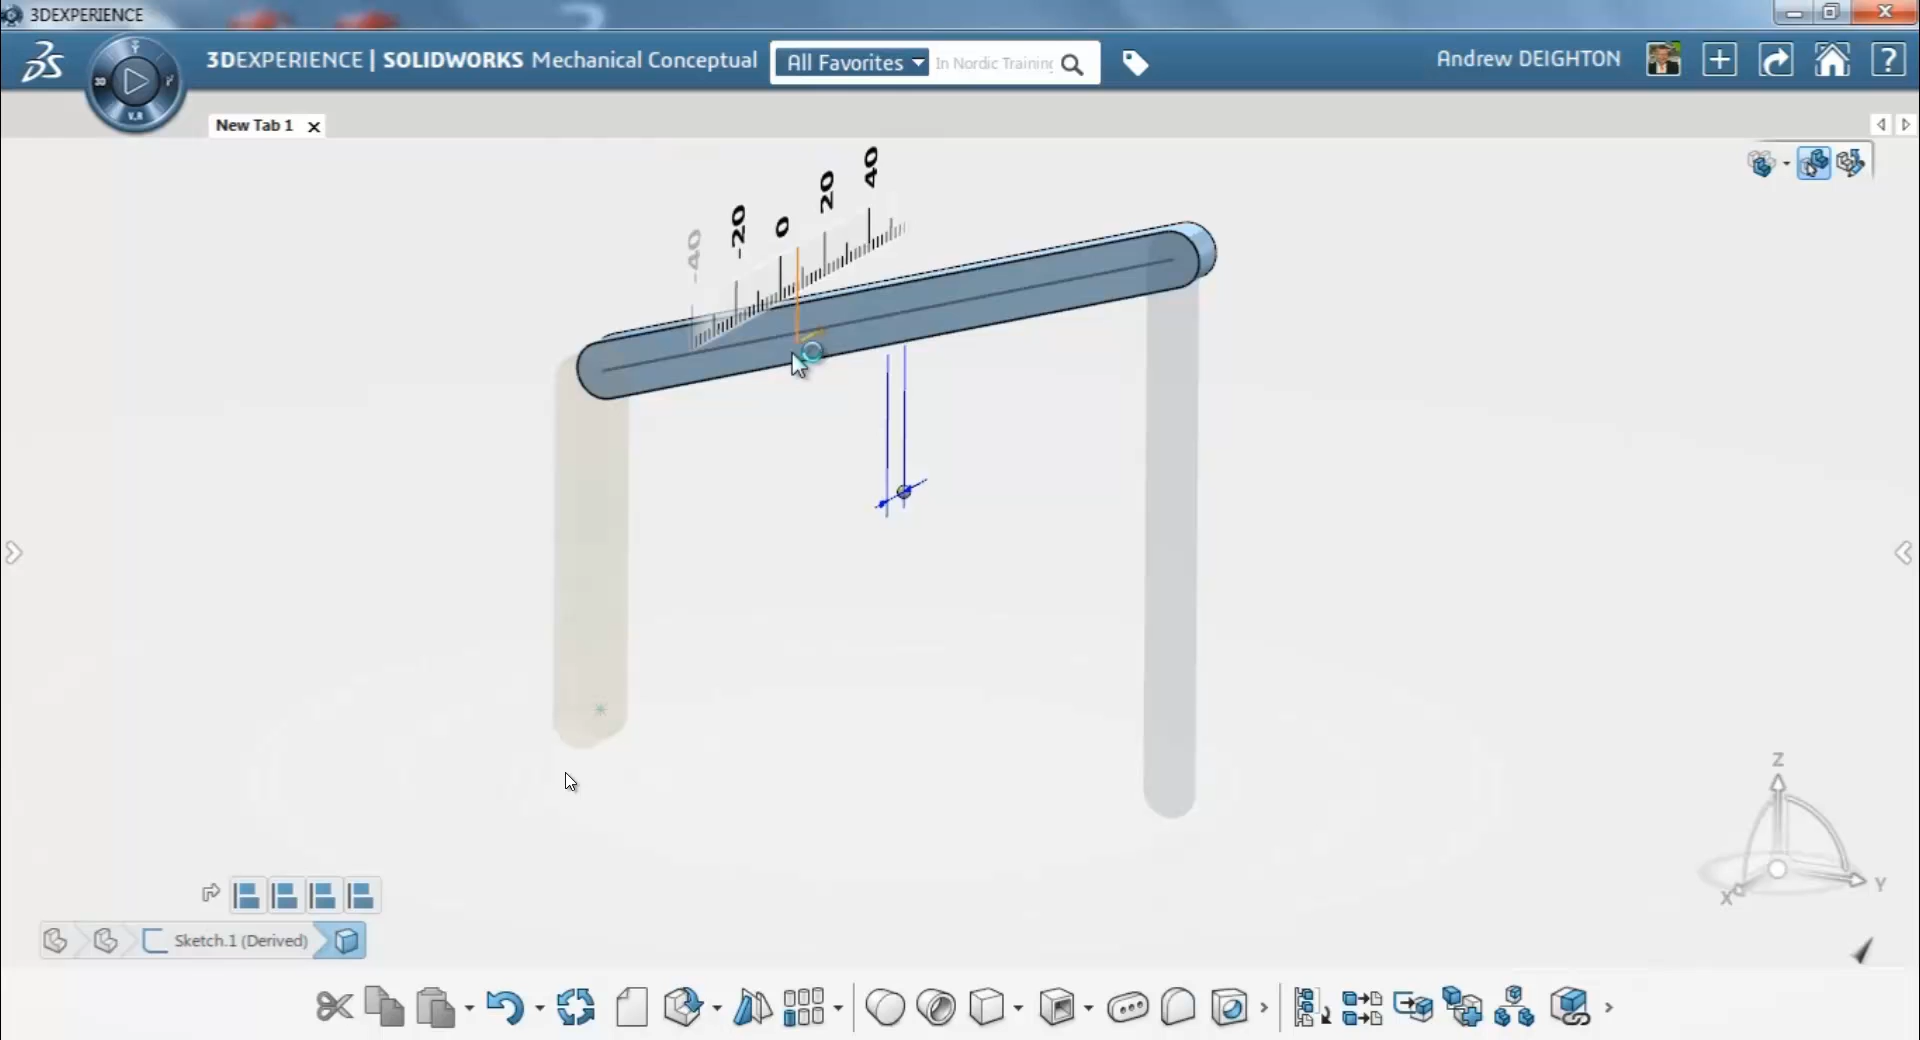 3DEXPERIENCE
3DEXPERIENCE | SOLIDWORKS Mechanical Conceptual
All Favorites
In Nordic Training
Andrew DEIGHTON
?
3D
V,R
New Tab 1
-40
-20
0
20
40
Z
Y
X
Sketch.1 (Derived)